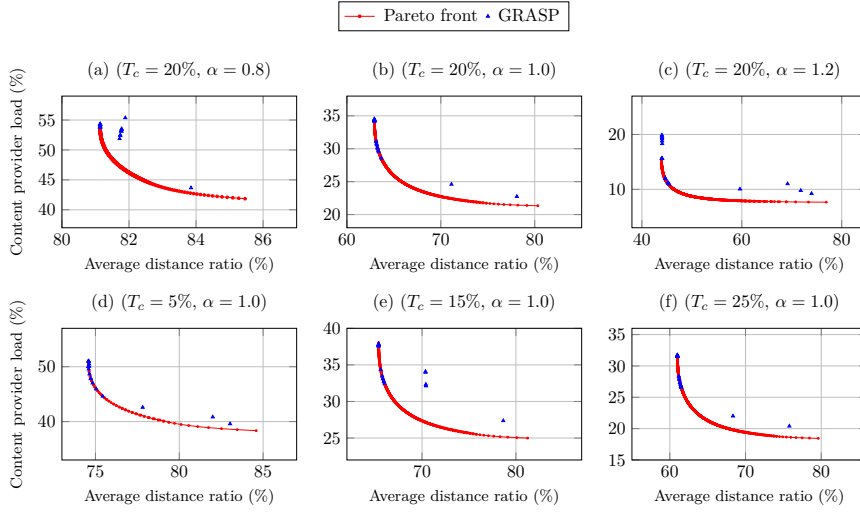 Pareto front GRASP
(a) (T_c = 20%, α = 0.8) (b) (T_c = 20%, α = 1.0) (c) (T_c = 20%, α = 1.2)
Content provider load (%)
55
50
45
40
80 82 84 86
Average distance ratio (%)
35
30
25
20
60 70 80
Average distance ratio (%)
20
10
40 60 80
Average distance ratio (%)
(d) (T_c = 5%, α = 1.0) (e) (T_c = 15%, α = 1.0) (f) (T_c = 25%, α = 1.0)
Content provider load (%)
50
40
75 80 85
Average distance ratio (%)
40
35
30
25
70 80
Average distance ratio (%)
35
30
25
20
15
60 70 80
Average distance ratio (%)